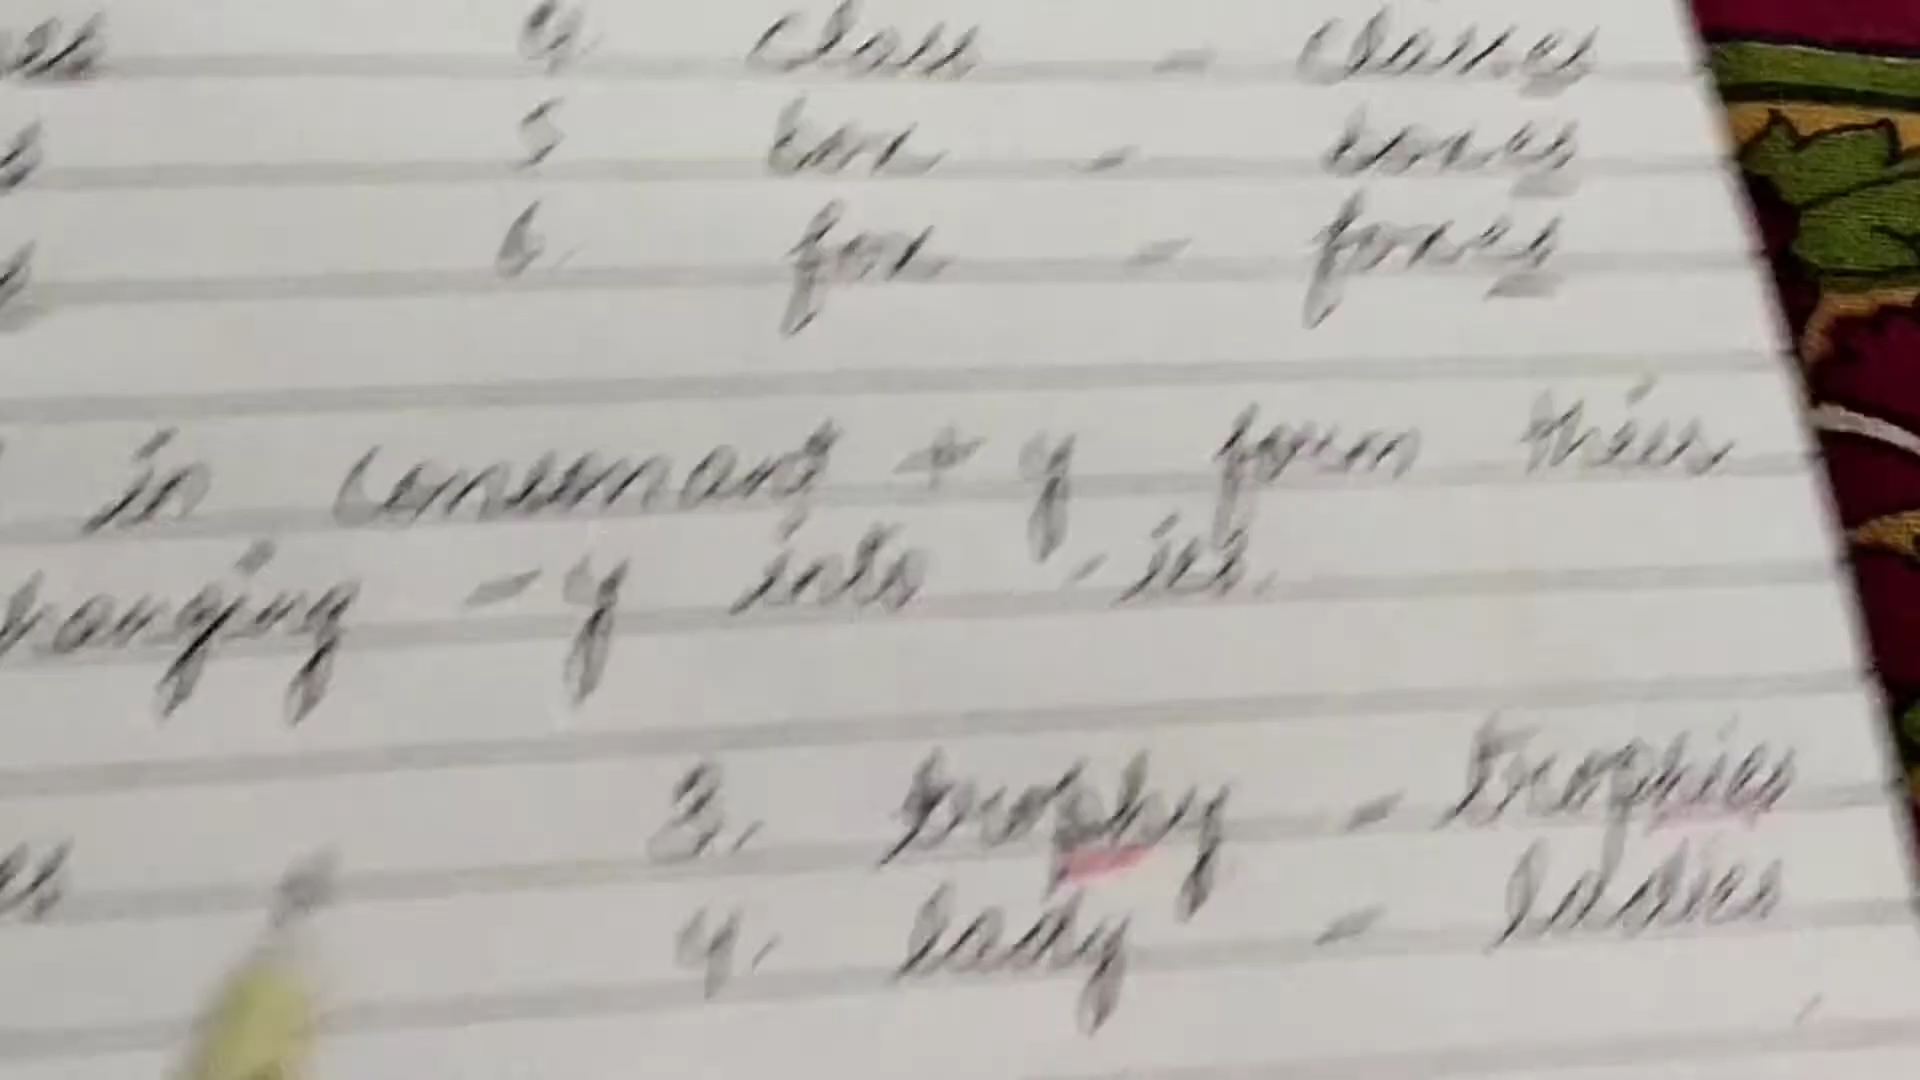 4 Class - Classes
5 box - boxes
6. fox - foxes
in consonant + y form their
hanging - y into - ies.
3. trophy - trophies
4. lady - ladies